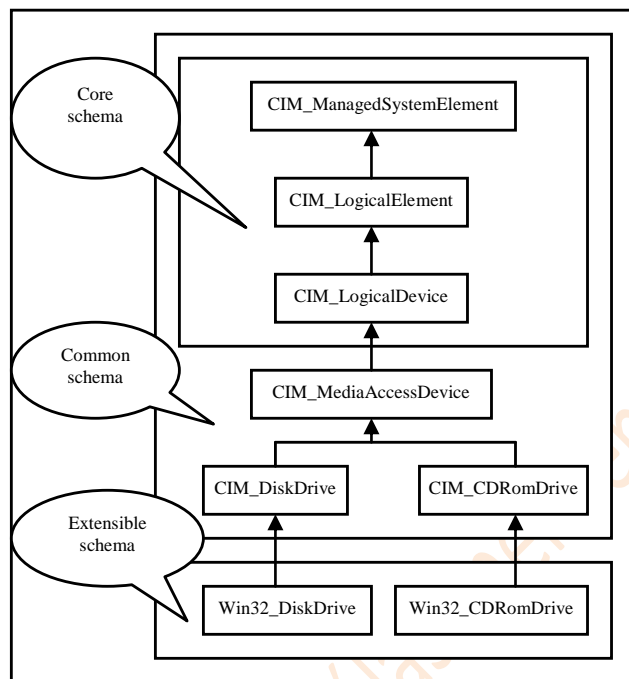 Core
schema
CIM_ManagedSystemElement
CIM_LogicalElement
CIM_LogicalDevice
Common
schema
CIM_MediaAccessDevice
CIM_DiskDrive
CIM_CDRomDrive
Extensible
schema
Win32_DiskDrive
Win32_CDRomDrive